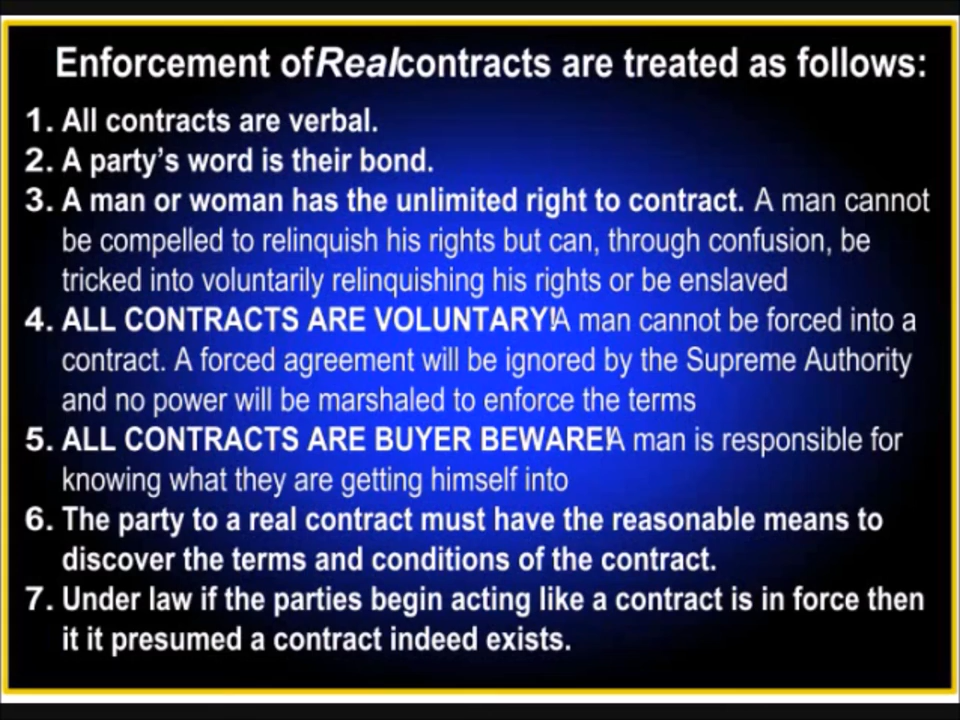 Enforcement of Real contracts are treated as follows:
1. All contracts are verbal.
2. A party’s word is their bond.
3. A man or woman has the unlimited right to contract. A man cannot
be compelled to relinquish his rights but can, through confusion, be
tricked into voluntarily relinquishing his rights or be enslaved
4. ALL CONTRACTS ARE VOLUNTARY! A man cannot be forced into a
contract. A forced agreement will be ignored by the Supreme Authority
and no power will be marshaled to enforce the terms
5. ALL CONTRACTS ARE BUYER BEWARE! A man is responsible for
knowing what they are getting himself into
6. The party to a real contract must have the reasonable means to
discover the terms and conditions of the contract.
7. Under law if the parties begin acting like a contract is in force then
it it presumed a contract indeed exists.